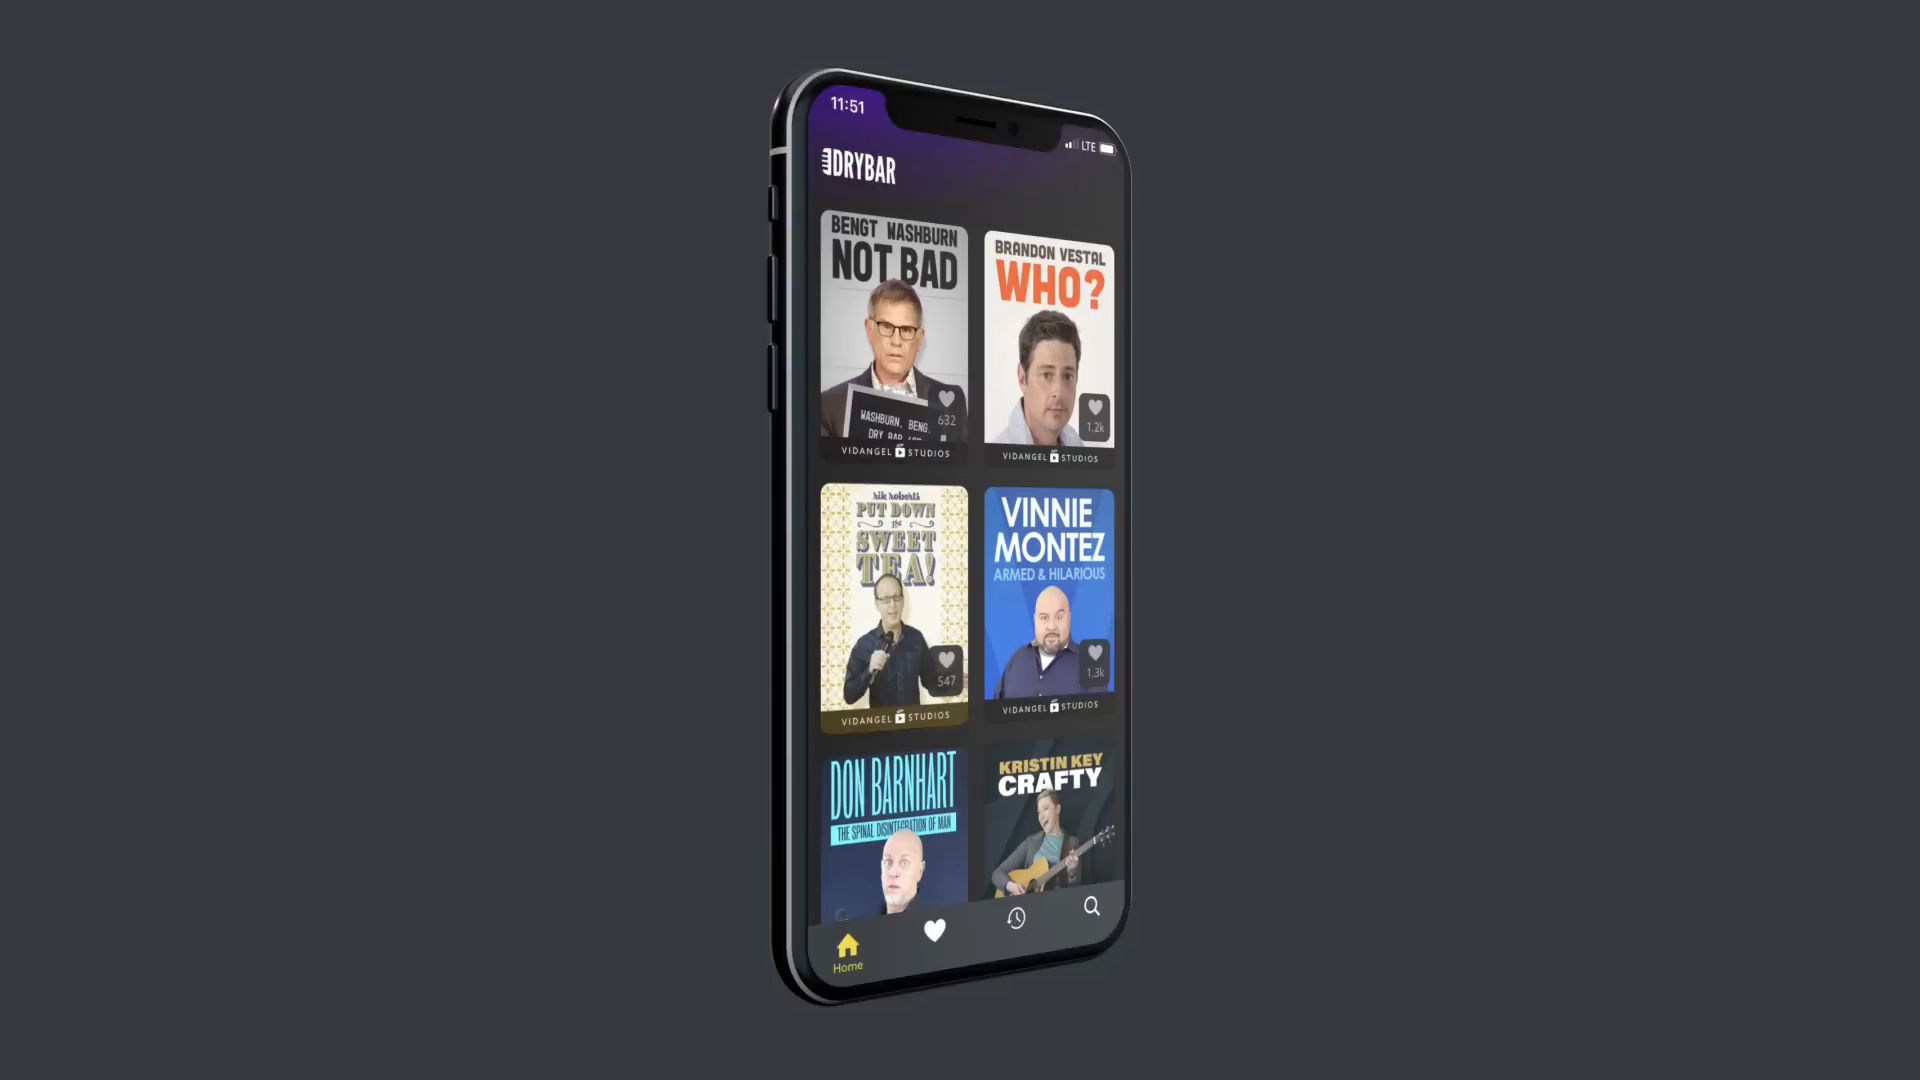 11:51
LTE
DRYBAR
BENGT WASHBURN
NOT BAD
WASHBURN, BENG.
632
VIDANGEL STUDIOS
BRANDON VESTAL
WHO?
1.2k
VIDANGEL STUDIOS
rik roberts
PUT DOWN
The
SWEET
TEA!
547
VIDANGEL STUDIOS
VINNIE
MONTEZ
ARMED & HILARIOUS
1.3k
VIDANGEL STUDIOS
DON BARNHART
THE SPINAL DISINTEGRATION OF MAN
KRISTIN KEY
CRAFTY
Home